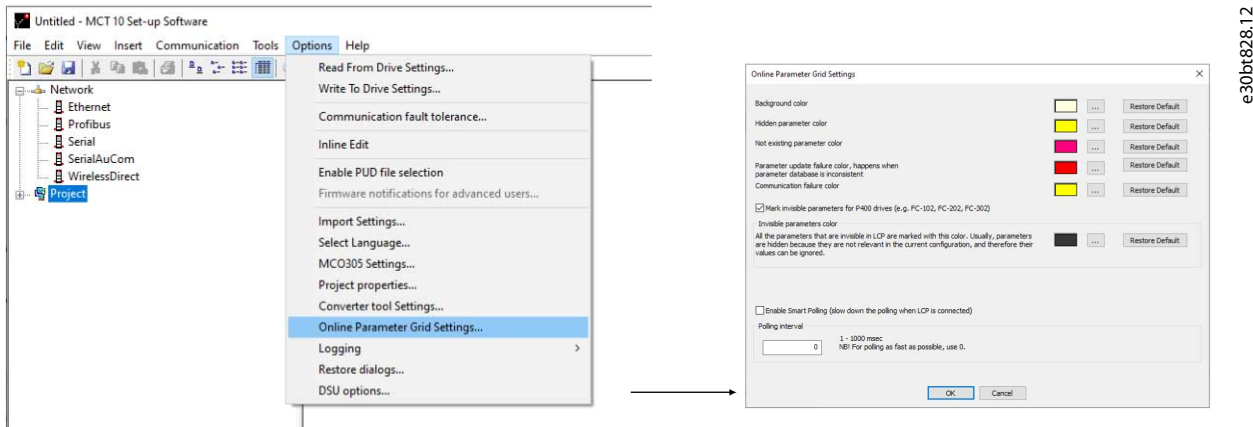 Untitled - MCT 10 Set-up Software
File Edit View Insert Communication Tools Options Help
Network
Ethernet
Profibus
Serial
SerialAuCom
WirelessDirect
Project
Read From Drive Settings...
Write To Drive Settings...
Communication fault tolerance...
Inline Edit
Enable PUD file selection
Firmware notifications for advanced users...
Import Settings...
Select Language...
MCO305 Settings...
Project properties...
Converter tool Settings...
Online Parameter Grid Settings...
Logging
Restore dialogs...
DSU options...
Online Parameter Grid Settings
Background color ... Restore Default
Hidden parameter color ... Restore Default
Not existing parameter color ... Restore Default
Parameter update failure color, happens when
parameter database is inconsistent ... Restore Default
Communication failure color ... Restore Default
Mark invisible parameters for P400 drives (e.g. FC-102, FC-202, FC-302)
Invisible parameters color
All the parameters that are invisible in LCP are marked with this color. Usually, parameters
are hidden because they are not relevant in the current configuration, and therefore their
values can be ignored.
... Restore Default
Enable Smart Polling (slow down the polling when LCP is connected)
Polling interval
0
1 - 1000 msec
NB! For polling as fast as possible, use 0.
OK Cancel
e30bt828.12